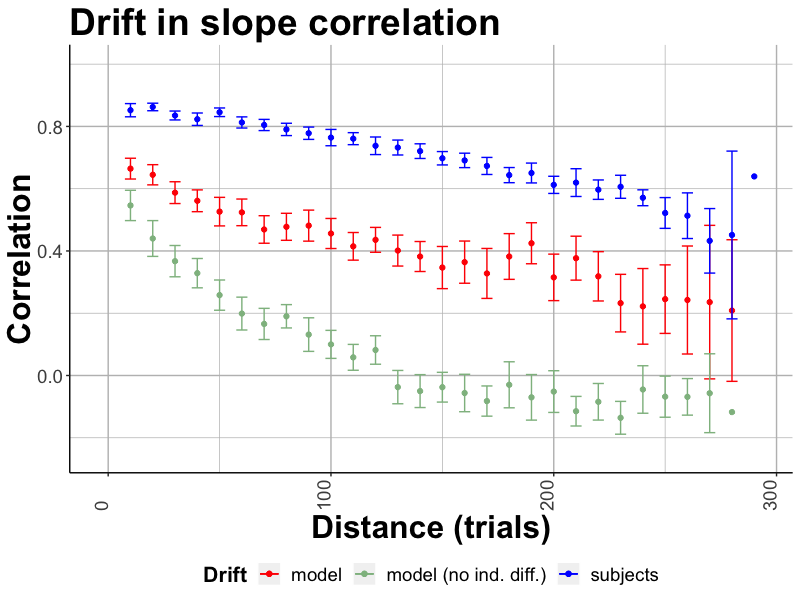 Drift in slope correlation
Correlation
0.8
0.4
0.0
0
100
200
300
Distance (trials)
Drift model model (no ind. diff.) subjects